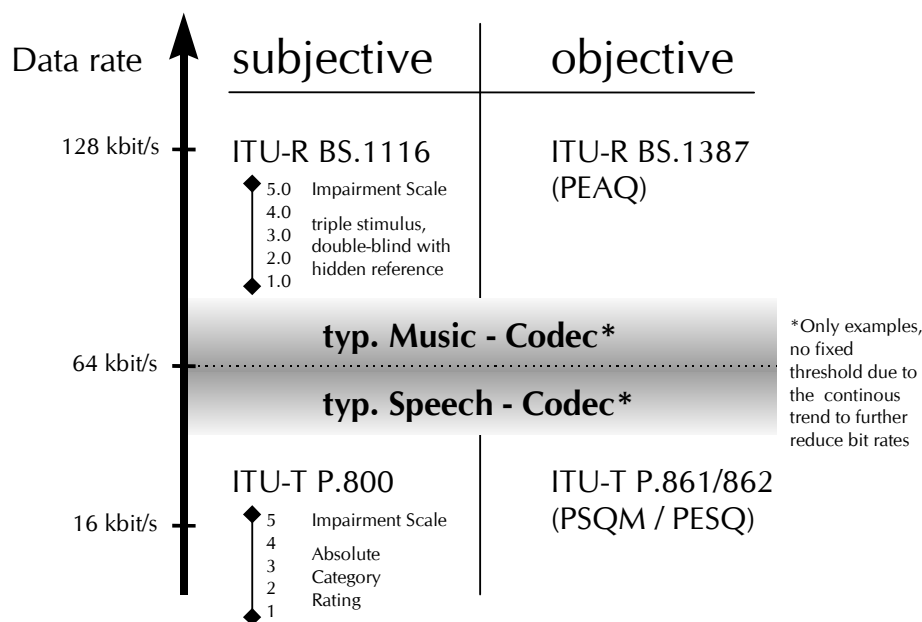 Data rate
subjective
objective
128 kbit/s
ITU-R BS.1116
5.0 Impairment Scale
4.0
triple stimulus,
3.0
double-blind with
2.0
hidden reference
1.0
ITU-R BS.1387
(PEAQ)
typ. Music - Codec*
64 kbit/s
typ. Speech - Codec*
*Only examples,
no fixed
threshold due to
the continous
trend to further
reduce bit rates
ITU-T P.800
16 kbit/s
5 Impairment Scale
4
Absolute
3
Category
2
Rating
1
ITU-T P.861/862
(PSQM / PESQ)